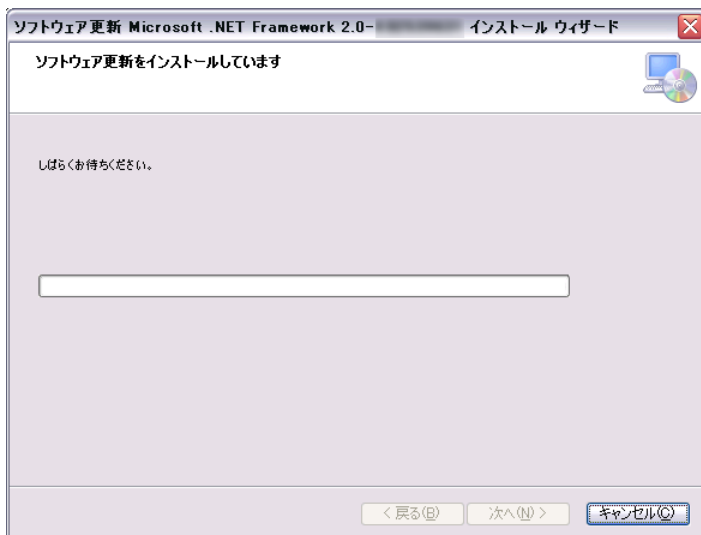 ソフトウェア更新 Microsoft .NET Framework 2.0- インストール ウィザード
ソフトウェア更新をインストールしています
しばらくお待ちください。
< 戻る(B) 次へ(N) > キャンセル(C)